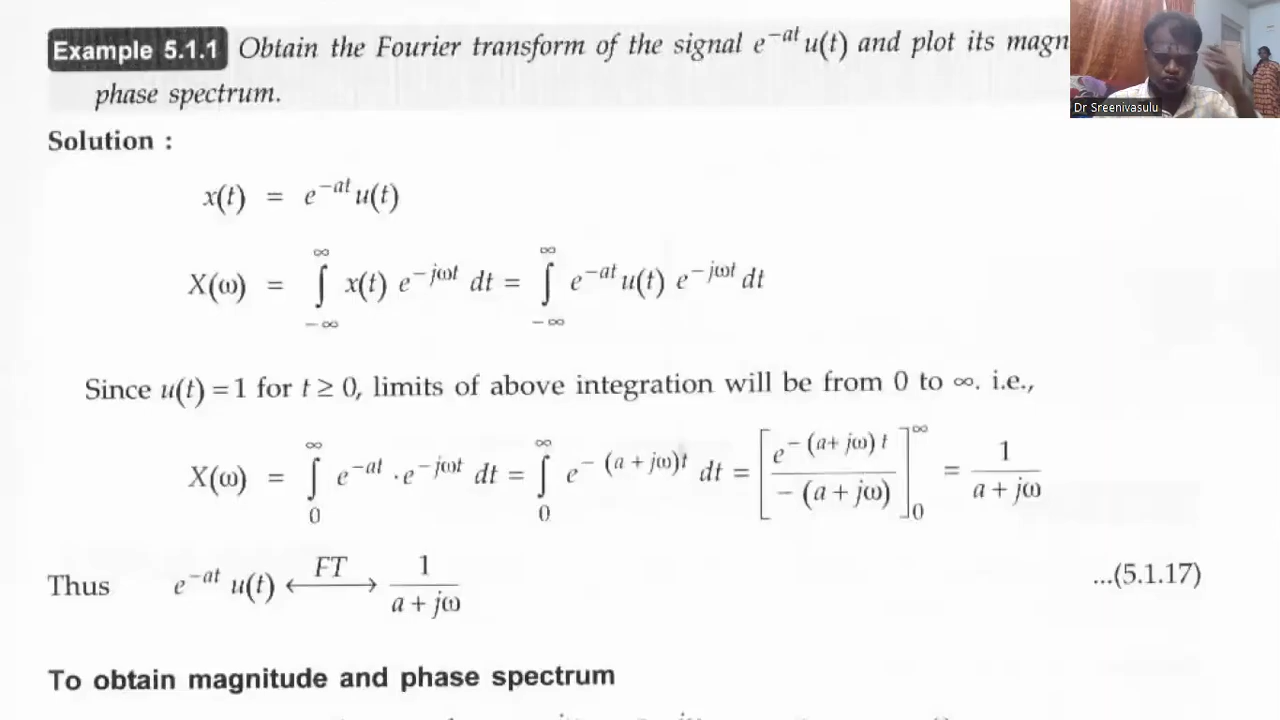 Example 5.1.1 Obtain the Fourier transform of the signal e^{-at} u(t) and plot its magn
phase spectrum.
Dr Sreenivasulu
Solution :
x(t) = e^{-at} u(t)
X(ω) = ∫_{-∞}^{∞} x(t) e^{-jωt} dt = ∫_{-∞}^{∞} e^{-at} u(t) e^{-jωt} dt
Since u(t) = 1 for t ≥ 0, limits of above integration will be from 0 to ∞. i.e.,
X(ω) = ∫_{0}^{∞} e^{-at} · e^{-jωt} dt = ∫_{0}^{∞} e^{-(a + jω)t} dt = [e^{-(a+ jω) t} / -(a + jω)]_{0}^{∞} = 1 / (a + jω)
Thus e^{-at} u(t) ←FT→ 1 / (a + jω) ...(5.1.17)
To obtain magnitude and phase spectrum